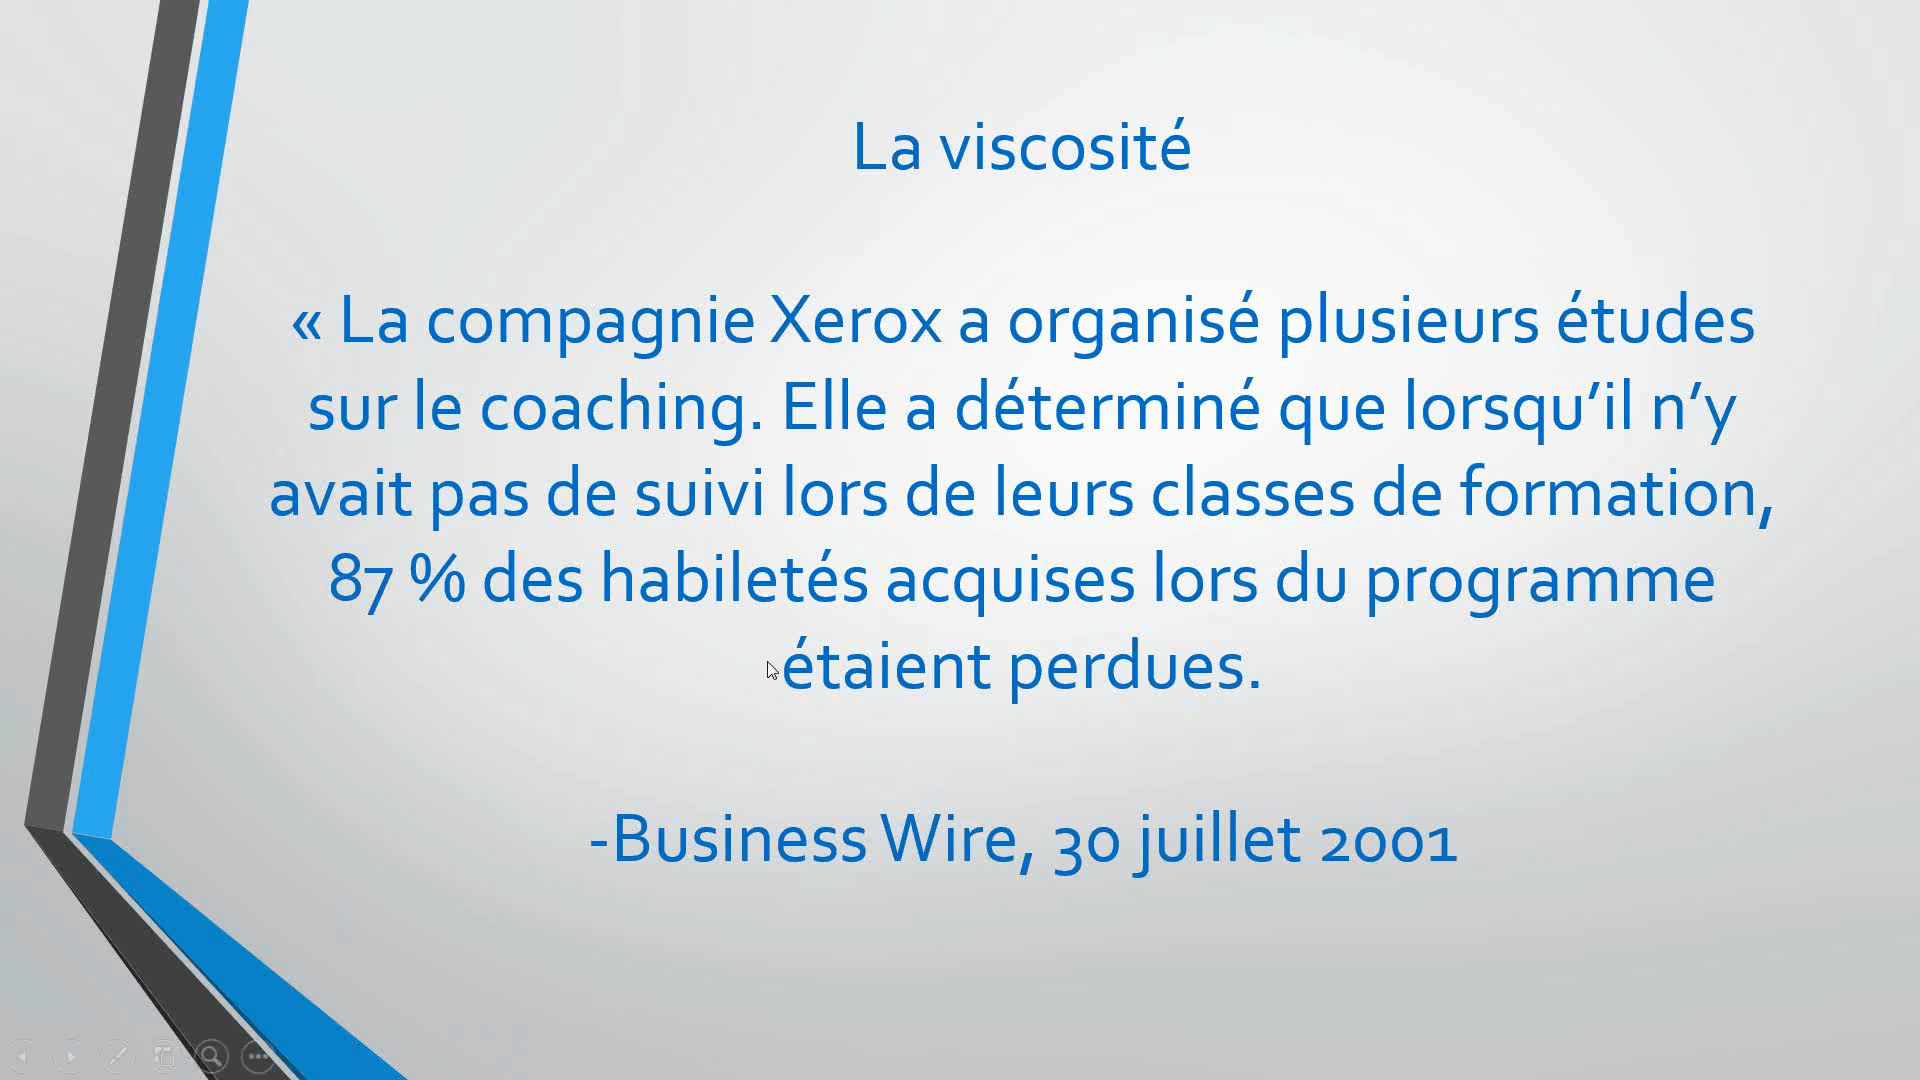 La viscosité
« La compagnie Xerox a organisé plusieurs études
sur le coaching. Elle a déterminé que lorsqu’il n’y
avait pas de suivi lors de leurs classes de formation,
87 % des habiletés acquises lors du programme
étaient perdues.
-Business Wire, 30 juillet 2001